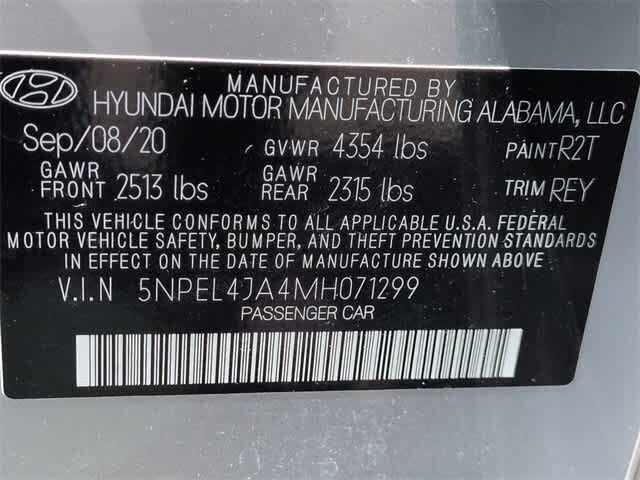 MANUFACTURED BY
HYUNDAI MOTOR MANUFACTURING ALABAMA, LLC
Sep/08/20 GVWR 4354 lbs PAINT R2T
GAWR FRONT 2513 lbs GAWR REAR 2315 lbs TRIM REY
THIS VEHICLE CONFORMS TO ALL APPLICABLE U.S.A. FEDERAL
MOTOR VEHICLE SAFETY, BUMPER, AND THEFT PREVENTION STANDARDS
IN EFFECT ON THE DATE OF MANUFACTURE SHOWN ABOVE
V.I.N 5NPEL4JA4MH071299
PASSENGER CAR